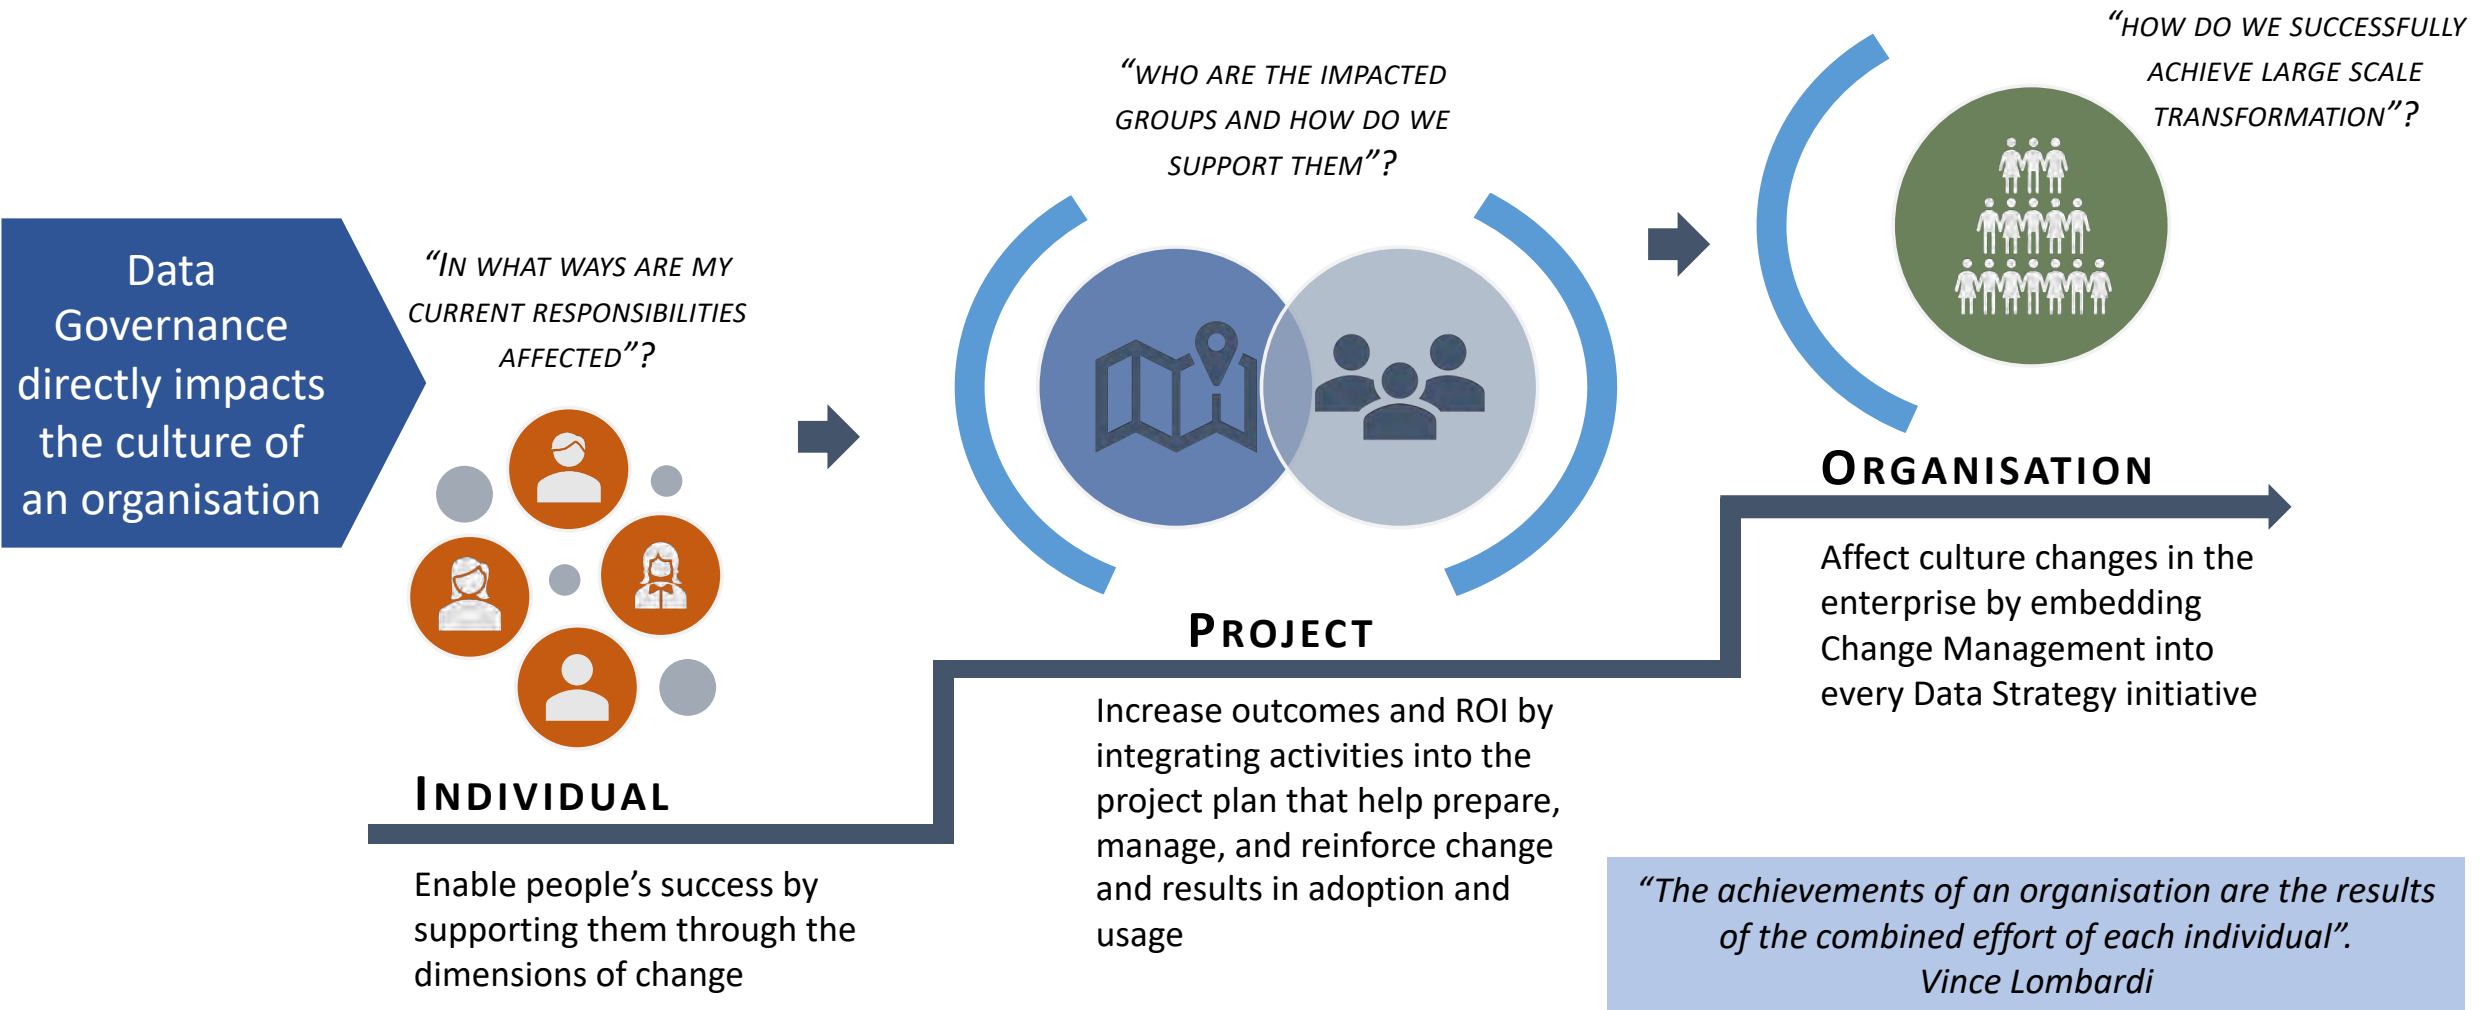 Data
Governance
directly impacts
the culture of
an organisation
“In what ways are my
current responsibilities
affected”?
Individual
Enable people’s success by
supporting them through the
dimensions of change
“who are the impacted
groups and how do we
support them”?
Project
Increase outcomes and ROI by
integrating activities into the
project plan that help prepare,
manage, and reinforce change
and results in adoption and
usage
“how do we successfully
achieve large scale
transformation”?
Organisation
Affect culture changes in the
enterprise by embedding
Change Management into
every Data Strategy initiative
“The achievements of an organisation are the results
of the combined effort of each individual”.
Vince Lombardi